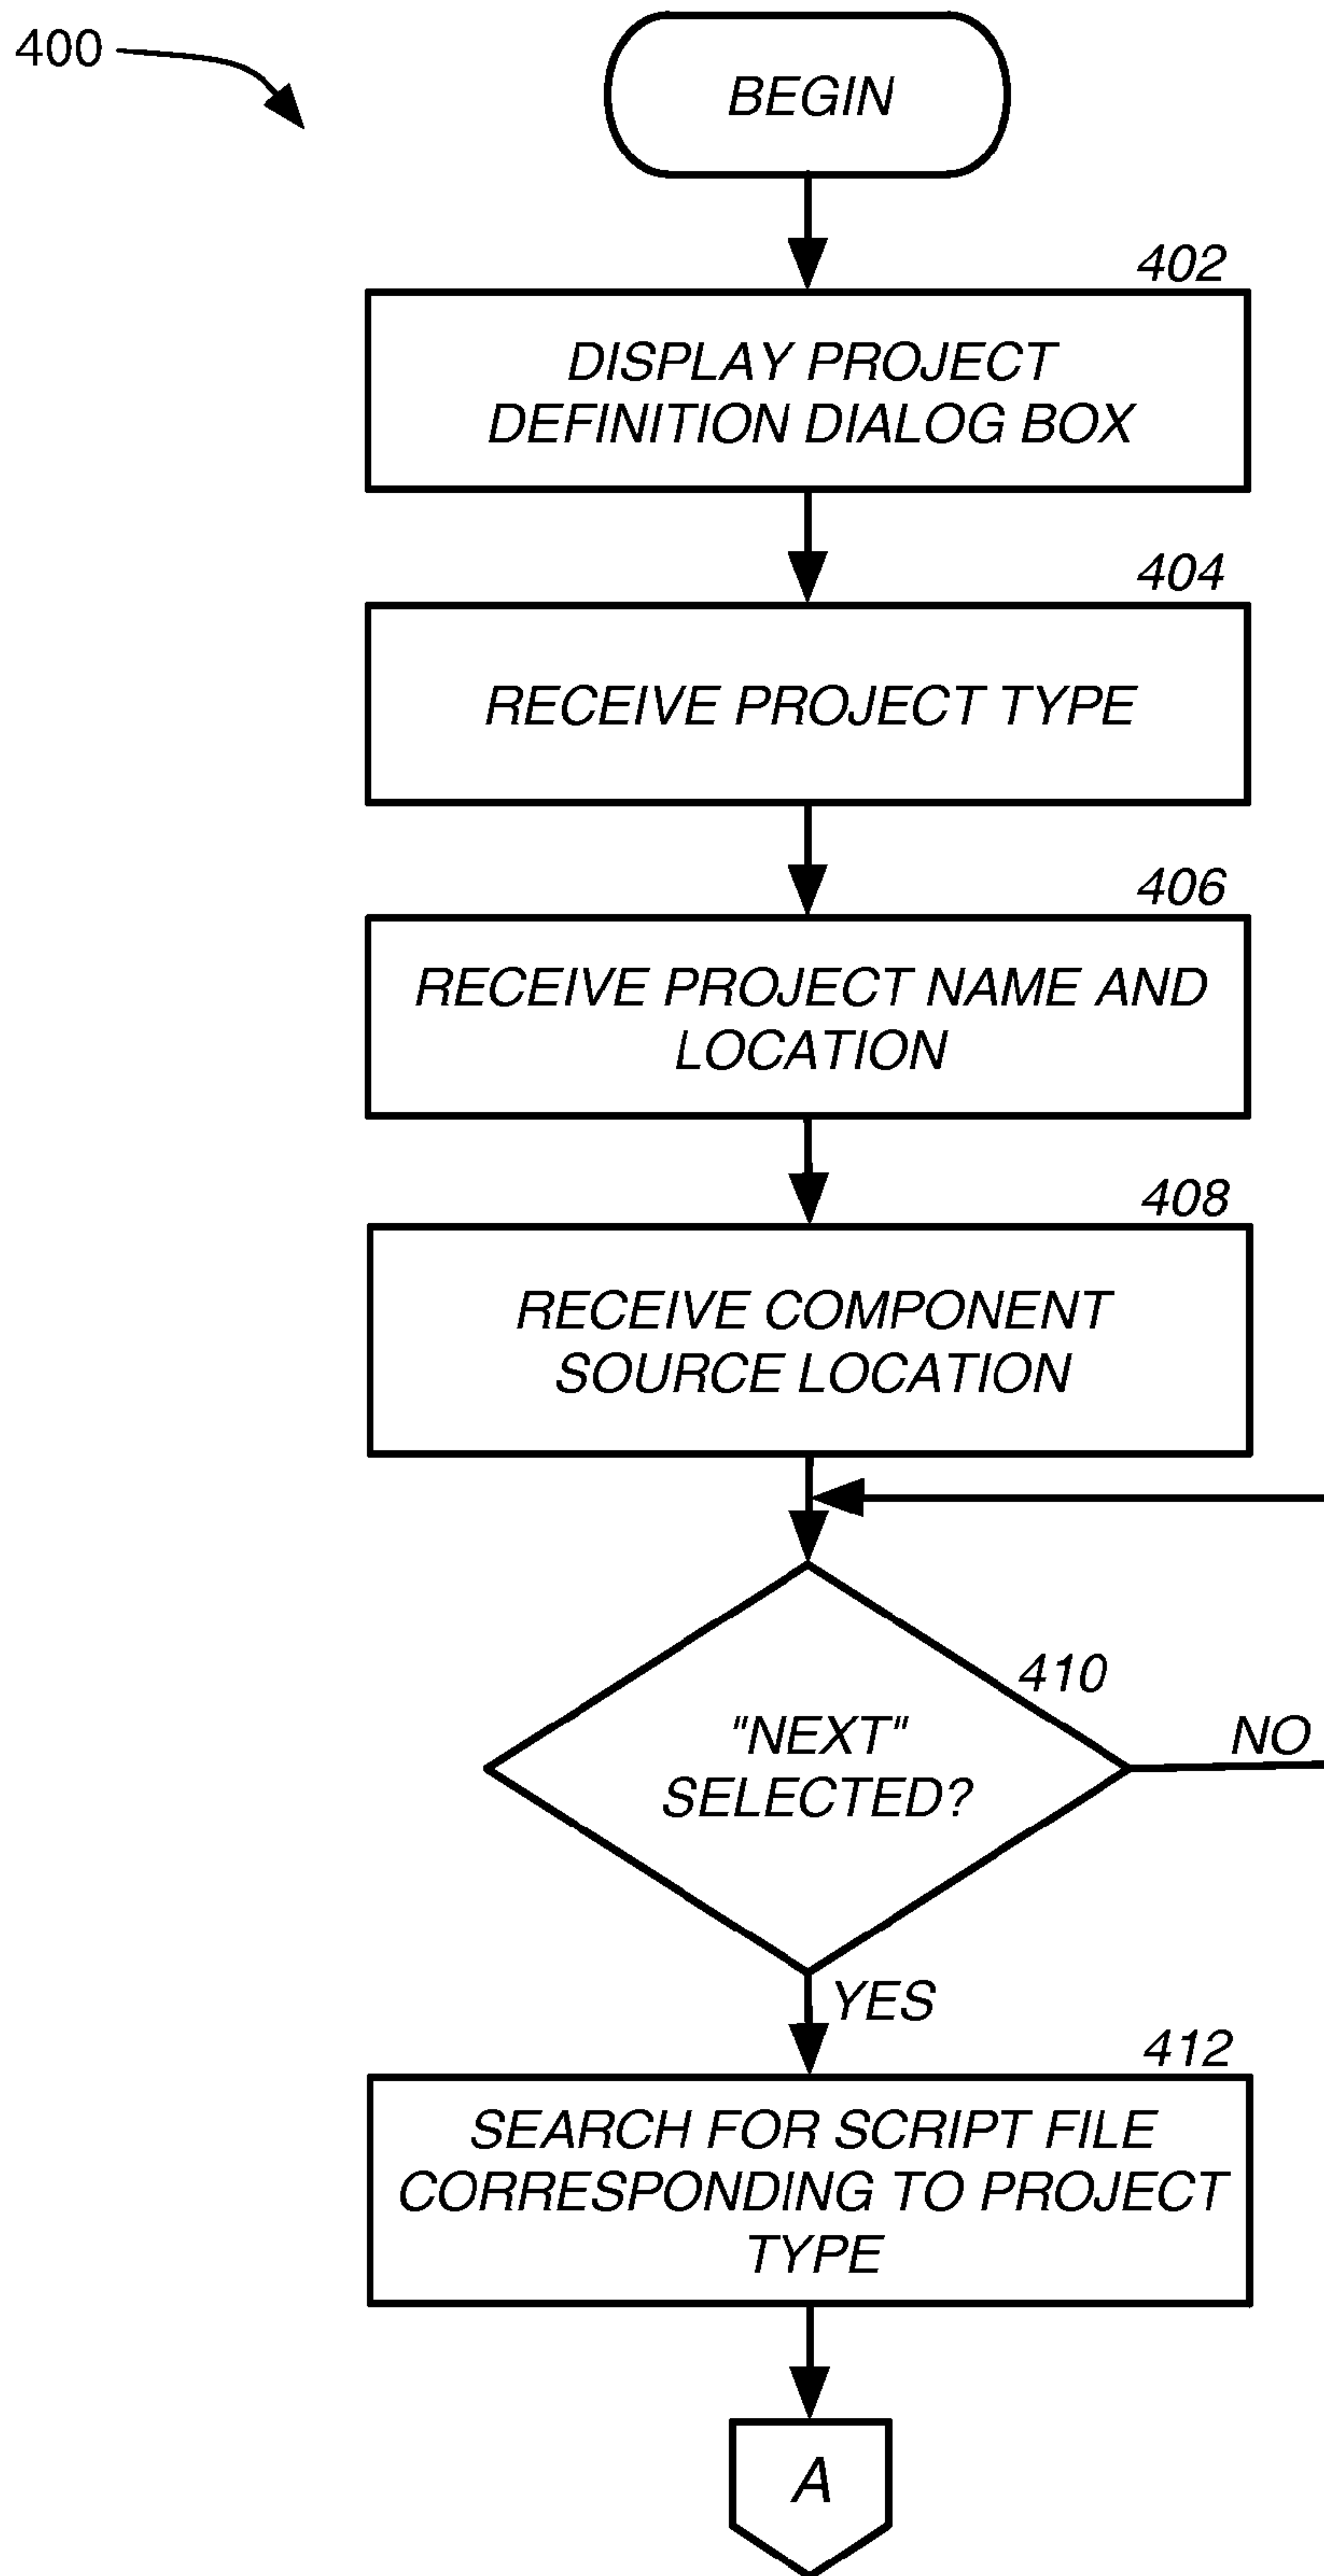 400
BEGIN
402
DISPLAY PROJECT
DEFINITION DIALOG BOX
404
RECEIVE PROJECT TYPE
406
RECEIVE PROJECT NAME AND
LOCATION
408
RECEIVE COMPONENT
SOURCE LOCATION
410
"NEXT"
SELECTED?
NO
YES
412
SEARCH FOR SCRIPT FILE
CORRESPONDING TO PROJECT
TYPE
A